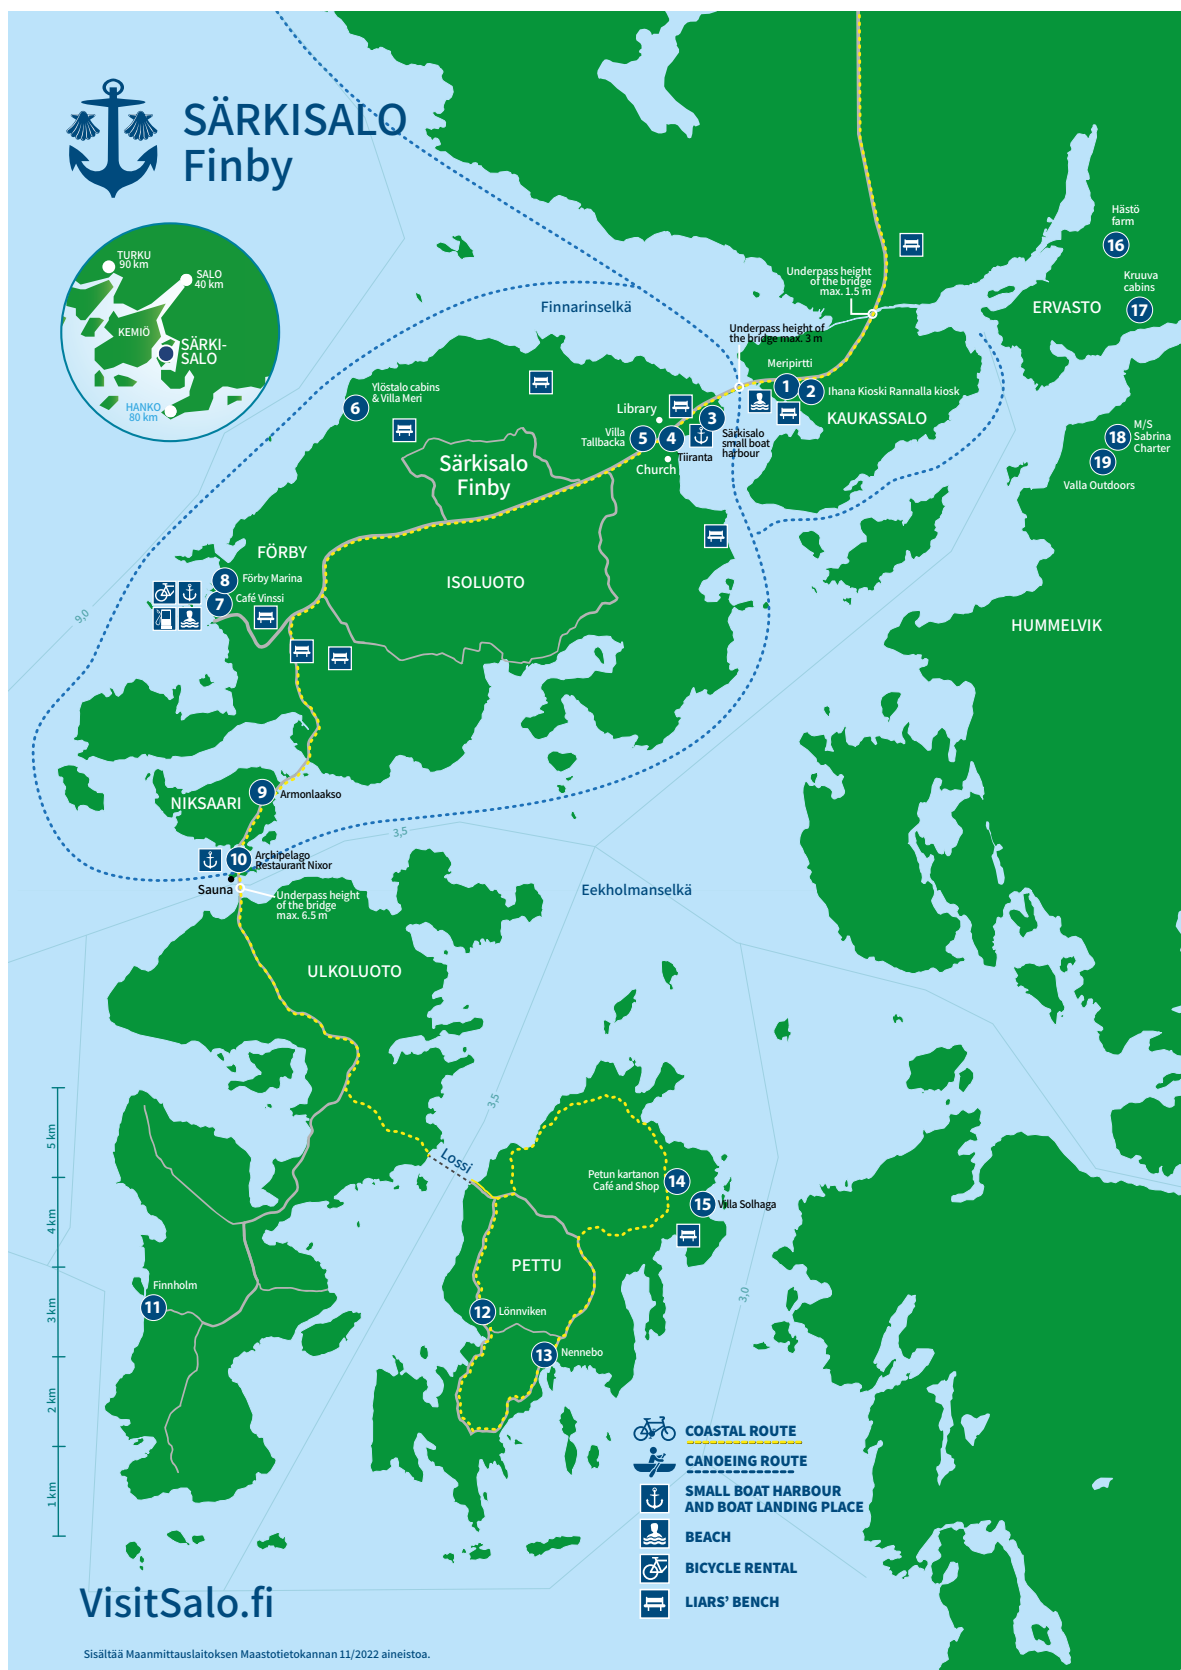 SÄRKISALO
Finby
TURKU
90 km
SALO
40 km
KEMIÖ
SÄRKI-
SALO
HANKO
80 km
Finnarinselkä
Underpass height
of the bridge
max. 1.5 m
Underpass height of
the bridge max. 3 m
Hästö
farm
16
Kruuva
cabins
17
ERVASTO
Meripirtti
1
2
Ihana Kioski Rannalla kiosk
KAUKASSALO
Ylöstalo cabins
& Villa Meri
6
Library
3
Villa
Tallbacka
5
4
Särkisalo
small boat
harbour
Tiiranta
Church
M/S
Sabrina
Charter
18
19
Valla Outdoors
Särkisalo
Finby
FÖRBY
8
Förby Marina
7
Café Vinssi
ISOLUOTO
HUMMELVIK
9,0
NIKSAARI
9
Armonlaakso
3,5
10
Archipelago
Restaurant Nixor
Sauna
Underpass height
of the bridge
max. 6.5 m
Eekholmanselkä
ULKOLUOTO
3,5
Lossi
5 km
4 km
3 km
2 km
1 km
Petun kartanon
Café and Shop
14
15
Villa Solhaga
PETTU
3,0
Finnholm
11
12
Lönnviken
13
Nennebo
COASTAL ROUTE
CANOEING ROUTE
SMALL BOAT HARBOUR
AND BOAT LANDING PLACE
BEACH
BICYCLE RENTAL
LIARS' BENCH
VisitSalo.fi
Sisältää Maanmittauslaitoksen Maastotietokannan 11/2022 aineistoa.